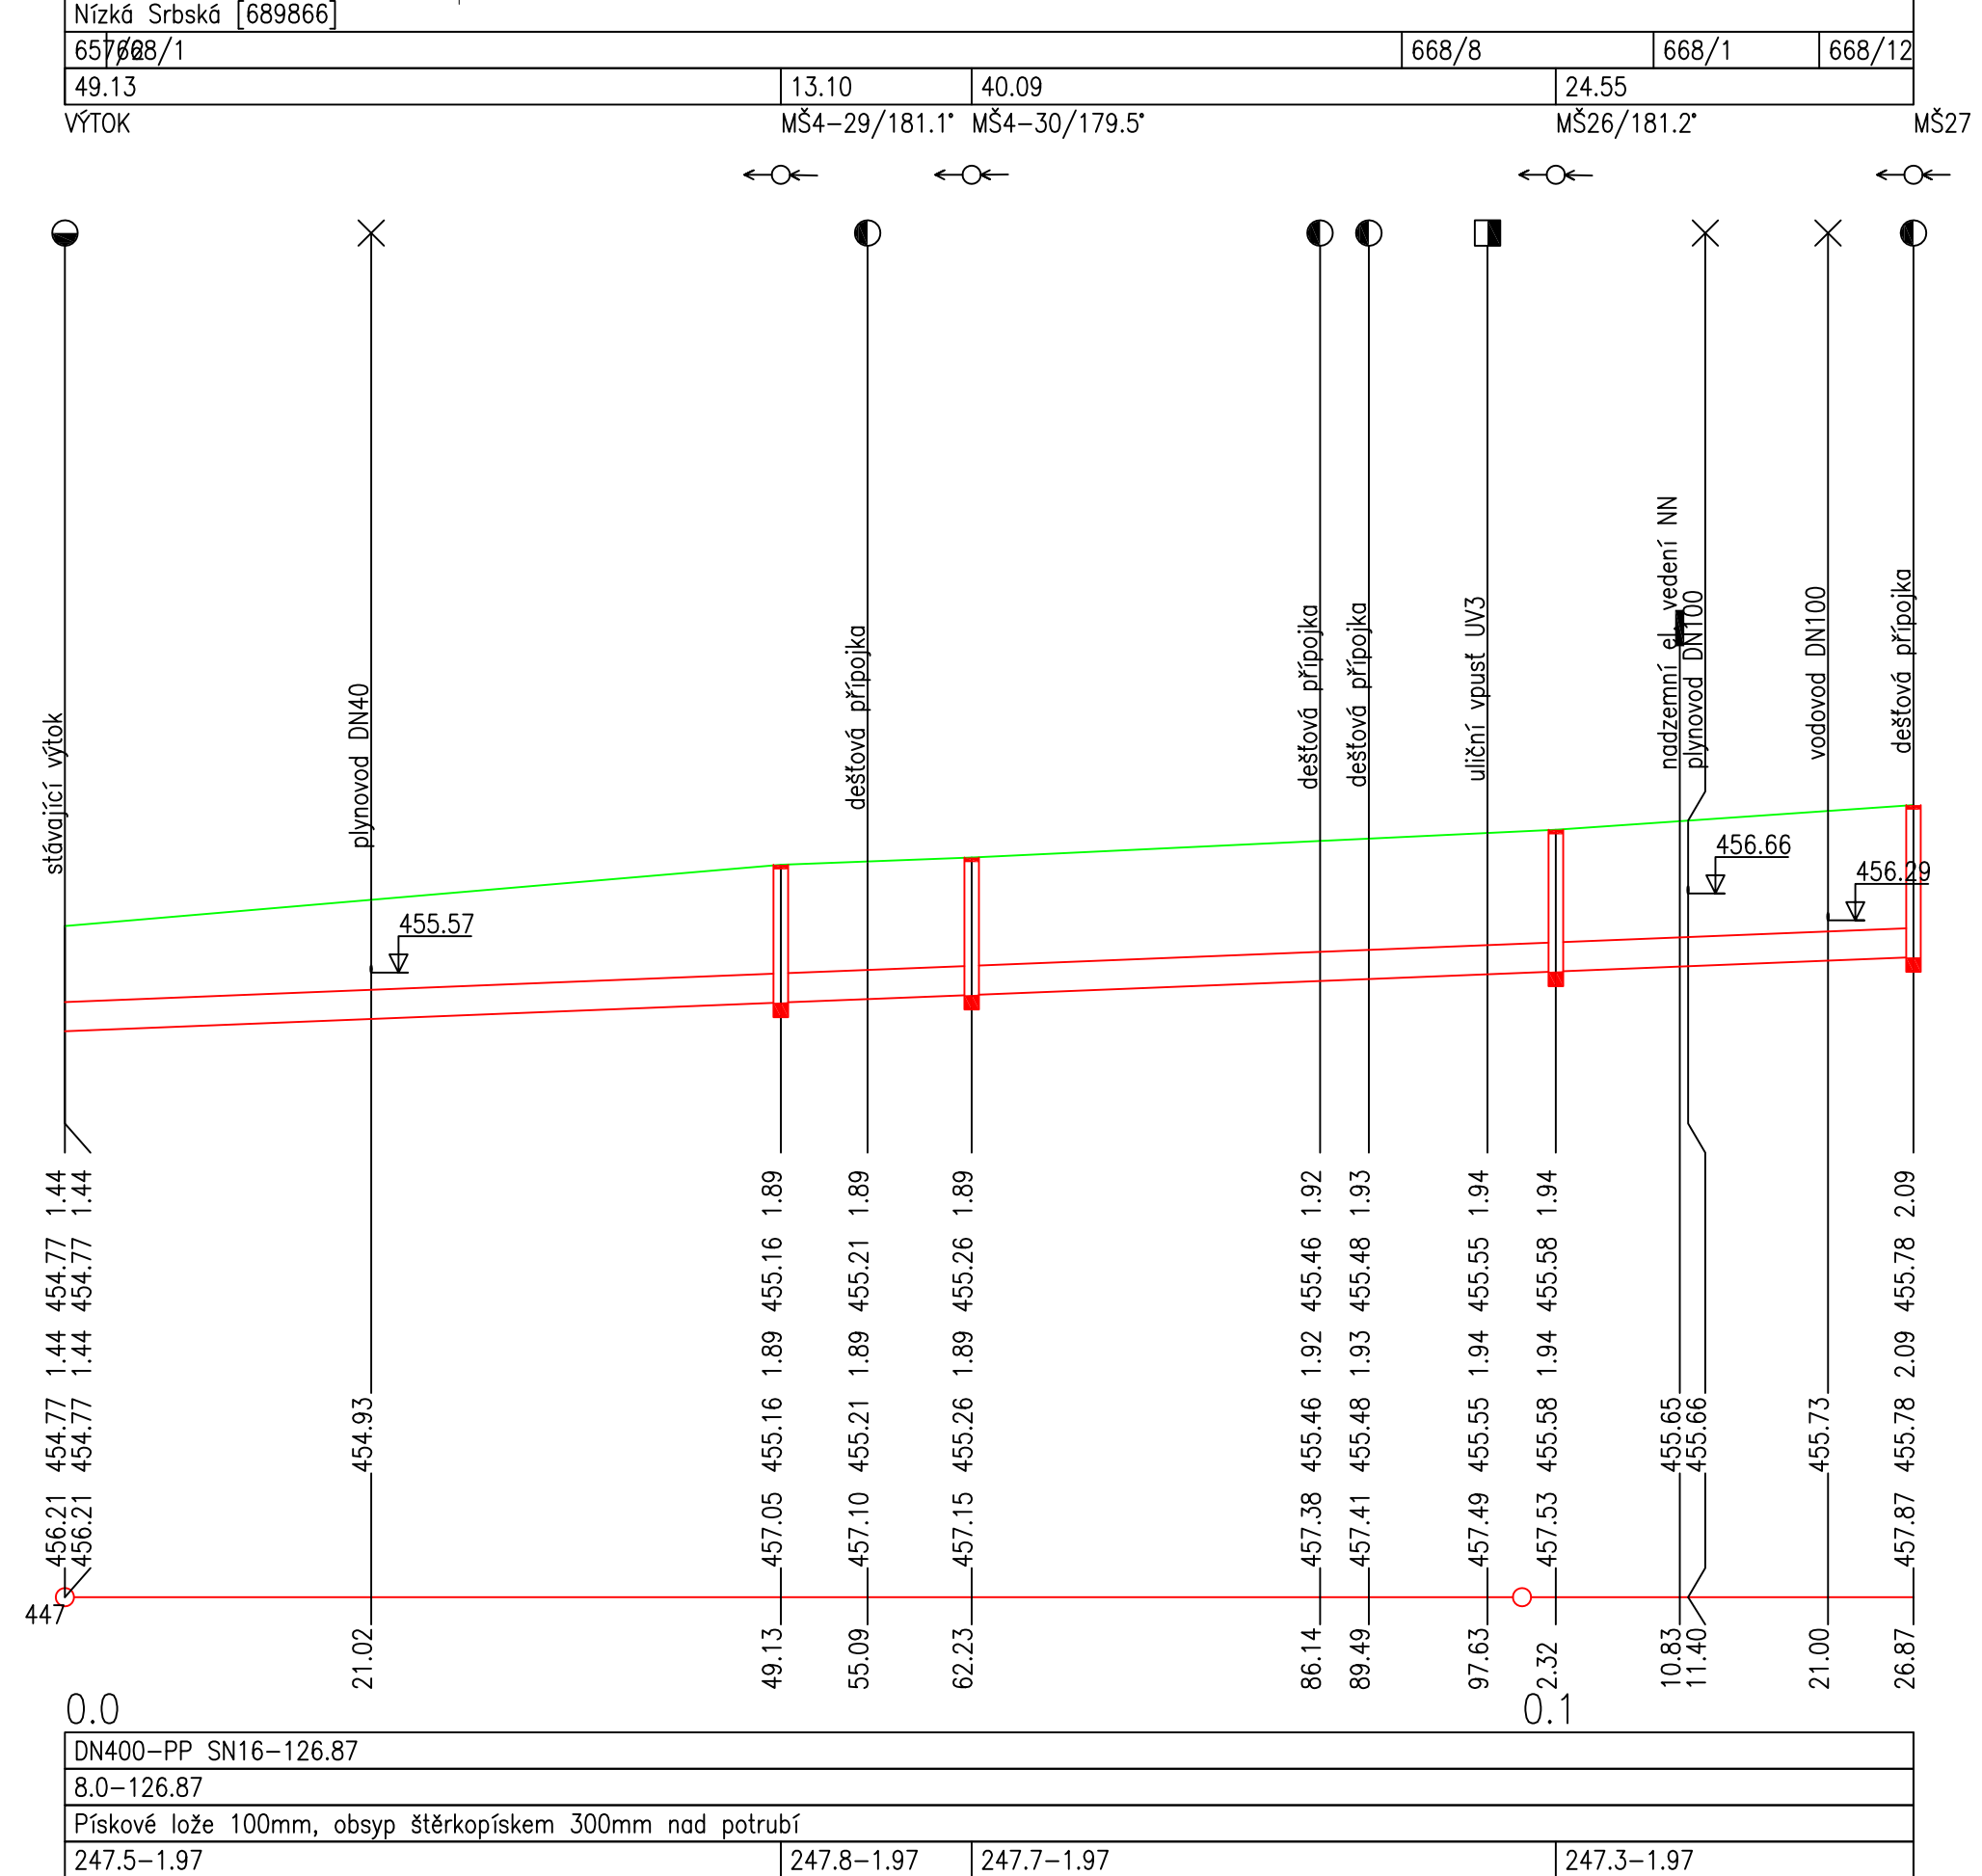 Nízká Srbská [689866]
657/62 668/1 668/8 668/1 668/12
49.13 13.10 40.09 24.55
VÝTOK MŠ4-29/181.1° MŠ4-30/179.5° MŠ26/181.2° MŠ27
stávající výtok
plynovod DN40
dešťová přípojka
dešťová přípojka
dešťová přípojka
uliční vpusť UV3
nadzemní el. vedení NN
plynovod DN100
vodovod DN100
dešťová přípojka
455.57
456.66
456.29
456.21 454.77 1.44 454.77 1.44
456.21 454.77 1.44 454.77 1.44
454.93
457.05 455.16 1.89 455.16 1.89
457.10 455.21 1.89 455.21 1.89
457.15 455.26 1.89 455.26 1.89
457.38 455.46 1.92 455.46 1.92
457.41 455.48 1.93 455.48 1.93
457.49 455.55 1.94 455.55 1.94
457.53 455.58 1.94 455.58 1.94
455.65
455.66
455.73
457.87 455.78 2.09 455.78 2.09
447
21.02 49.13 55.09 62.23 86.14 89.49 97.63 2.32 10.83 11.40 21.00 26.87
0.0 0.1
DN400-PP SN16-126.87
8.0-126.87
Pískové lože 100mm, obsyp štěrkopískem 300mm nad potrubí
247.5-1.97 247.8-1.97 247.7-1.97 247.3-1.97